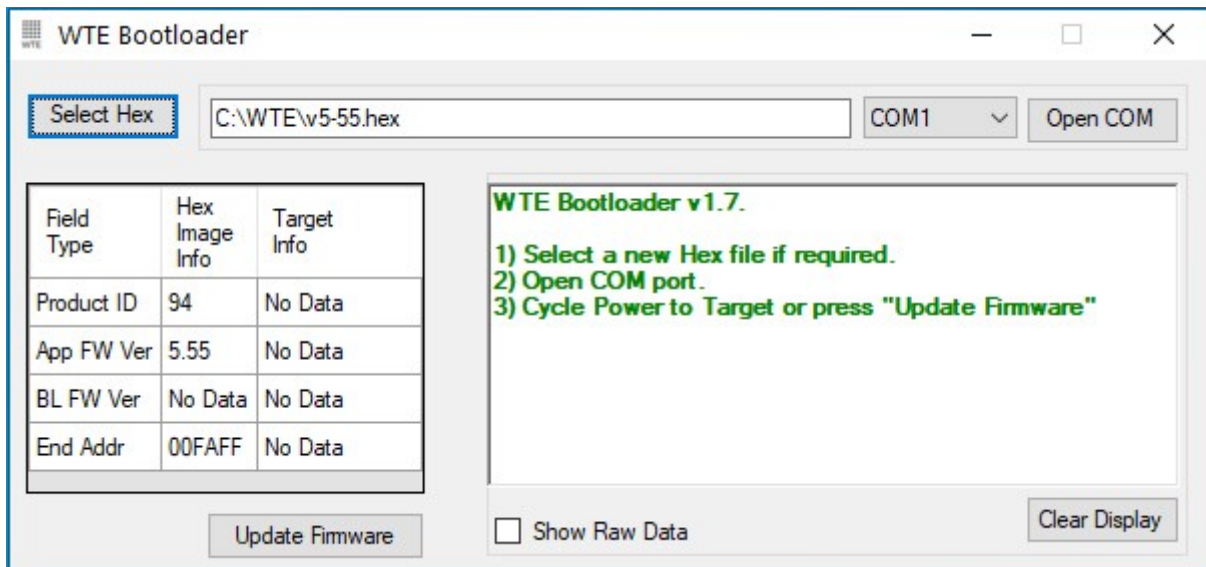 WTE WTE Bootloader
Select Hex C:\WTE\v5-55.hex COM1 Open COM
Field Type Hex Image Info Target Info
Product ID 94 No Data
App FW Ver 5.55 No Data
BL FW Ver No Data No Data
End Addr 00FAFF No Data
Update Firmware
WTE Bootloader v1.7.
1) Select a new Hex file if required.
2) Open COM port.
3) Cycle Power to Target or press "Update Firmware"
Show Raw Data
Clear Display